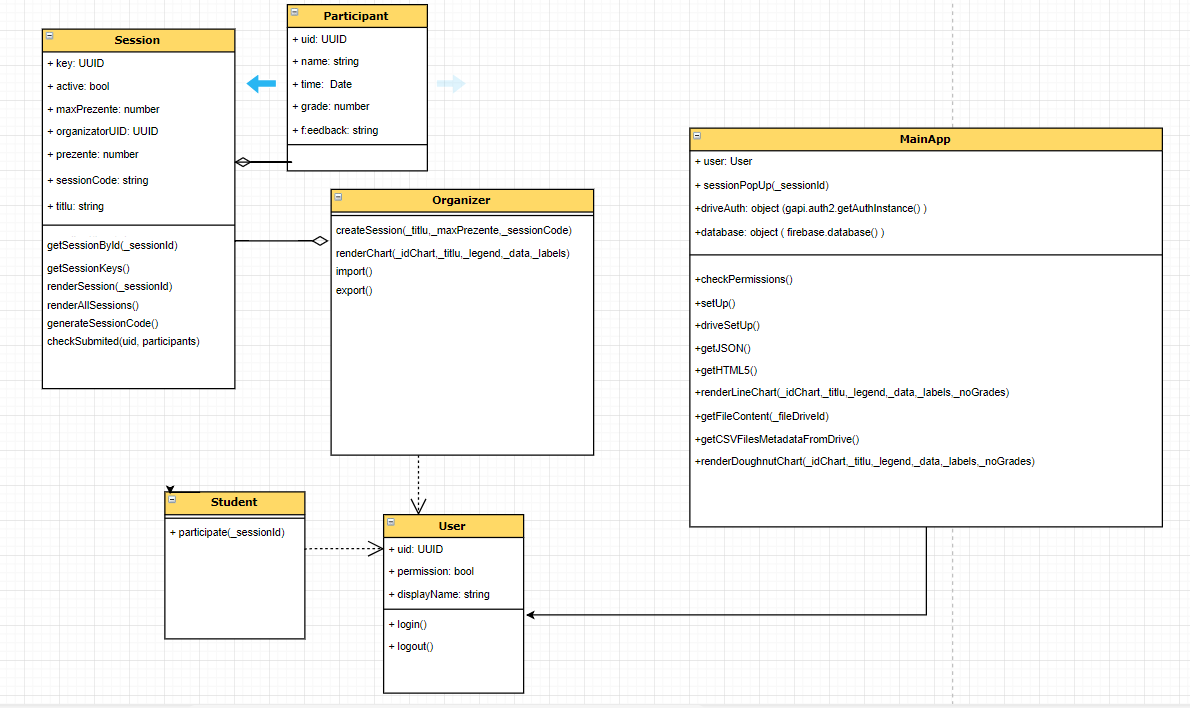 Session
+ key: UUID
+ active: bool
+ maxPrezente: number
+ organizatorUID: UUID
+ prezente: number
+ sessionCode: string
+ titlu: string
getSessionById(_sessionId)
getSessionKeys()
renderSession(_sessionId)
renderAllSessions()
generateSessionCode()
checkSubmited(uid, participants)
Participant
+ uid: UUID
+ name: string
+ time: Date
+ grade: number
+ f:eedback: string
Organizer
createSession(_titlu,_maxPrezente,_sessionCode)
renderChart(_idChart,_titlu,_legend,_data,_labels)
import()
export()
MainApp
+ user: User
+ sessionPopUp(_sessionId)
+driveAuth: object (gapi.auth2.getAuthInstance() )
+database: object ( firebase.database() )
+checkPermissions()
+setUp()
+driveSetUp()
+getJSON()
+getHTML5()
+renderLineChart(_idChart,_titlu,_legend,_data,_labels,_noGrades)
+getFileContent(_fileDriveId)
+getCSVFilesMetadataFromDrive()
+renderDoughnutChart(_idChart,_titlu,_legend,_data,_labels,_noGrades)
Student
+ participate(_sessionId)
User
+ uid: UUID
+ permission: bool
+ displayName: string
+ login()
+ logout()